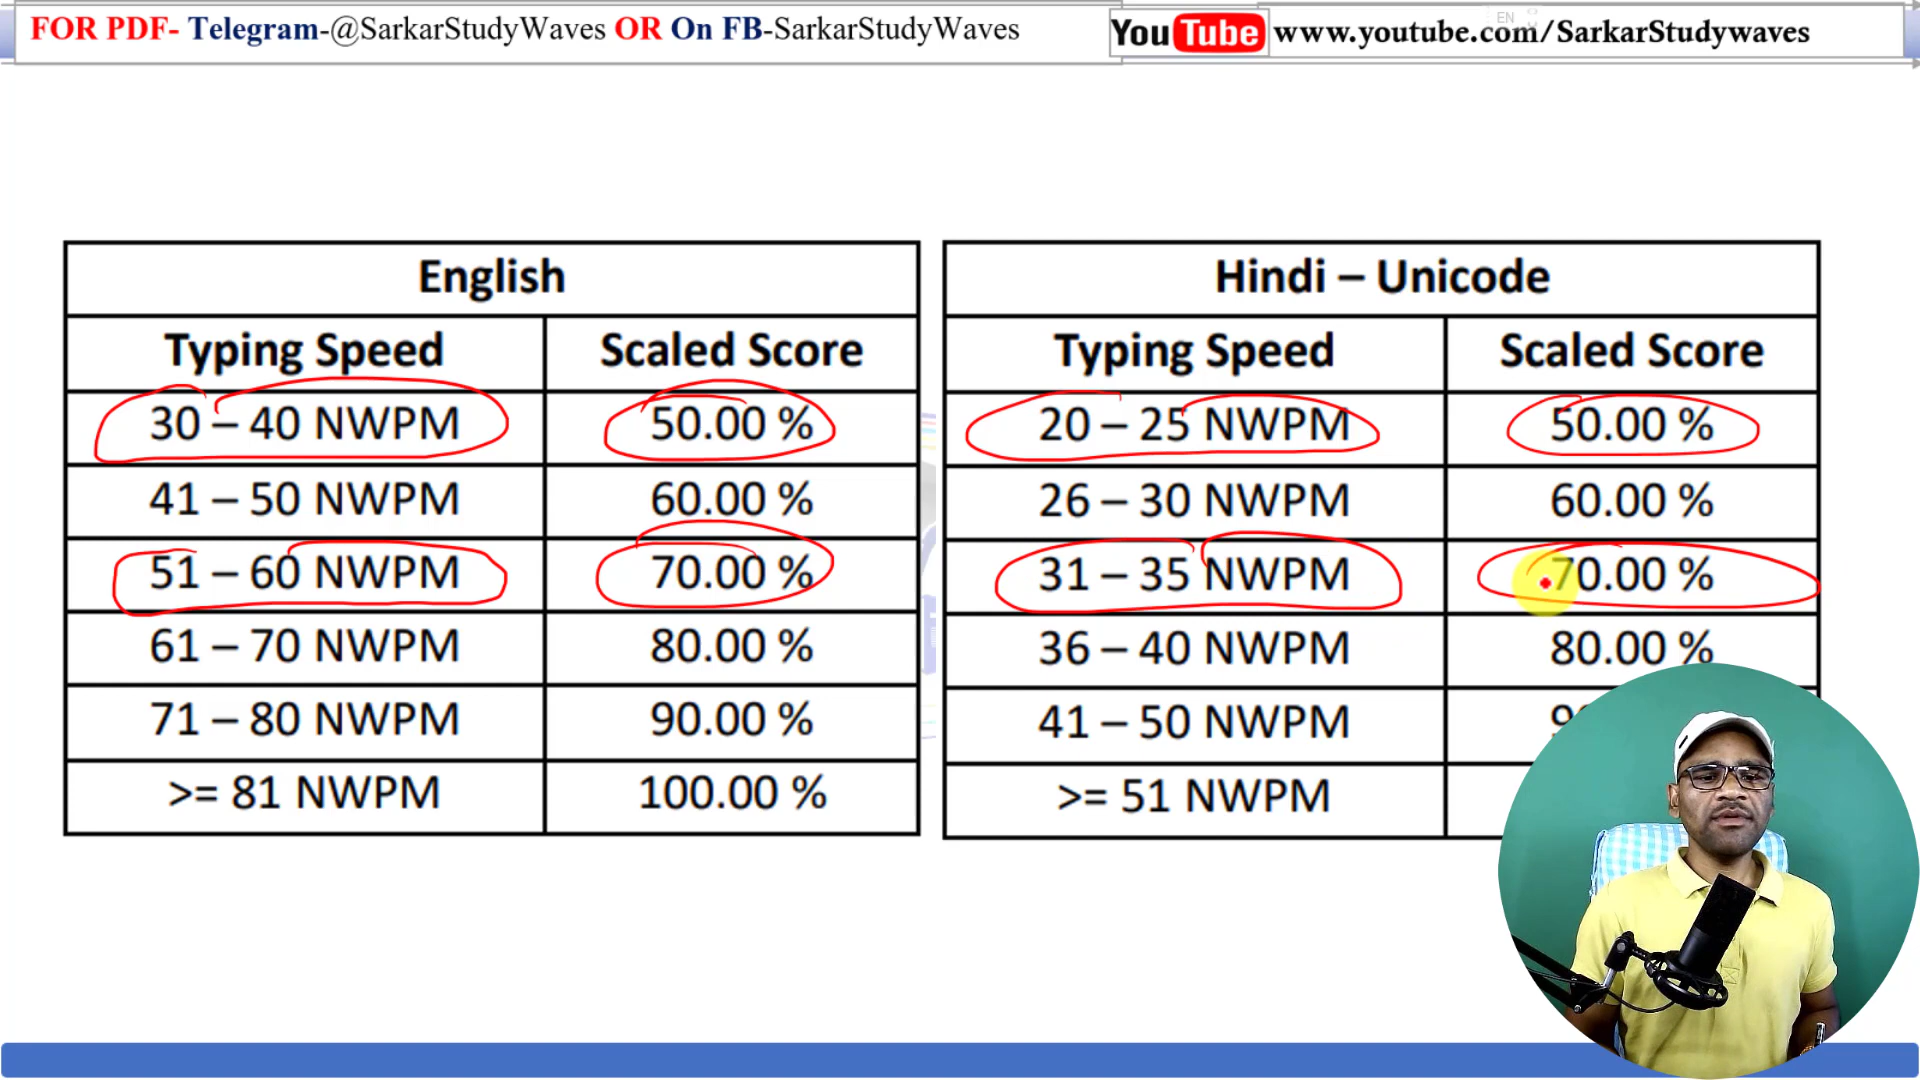 FOR PDF- Telegram-@SarkarStudyWaves OR On FB-SarkarStudyWaves
YouTube www.youtube.com/SarkarStudywaves
EN
English
Typing Speed Scaled Score
30 – 40 NWPM 50.00 %
41 – 50 NWPM 60.00 %
51 – 60 NWPM 70.00 %
61 – 70 NWPM 80.00 %
71 – 80 NWPM 90.00 %
>= 81 NWPM 100.00 %
Hindi – Unicode
Typing Speed Scaled Score
20 – 25 NWPM 50.00 %
26 – 30 NWPM 60.00 %
31 – 35 NWPM 70.00 %
36 – 40 NWPM 80.00 %
41 – 50 NWPM
>= 51 NWPM